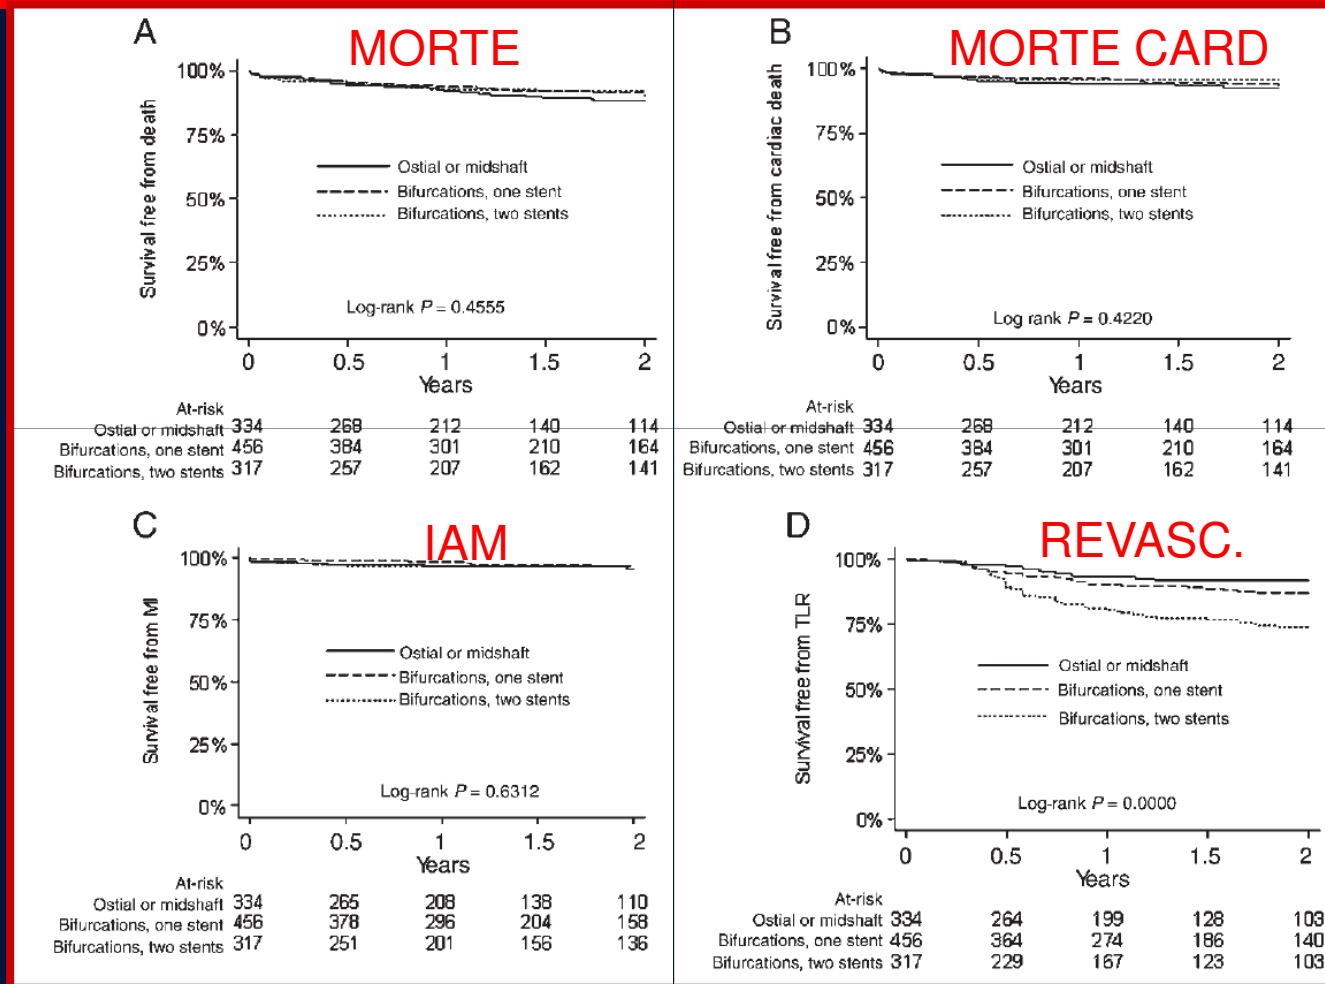 A
MORTE
100%
75%
50%
25%
0%
Survival free from death
Ostial or midshaft
Bifurcations, one stent
Bifurcations, two stents
Log-rank P = 0.4555
0 0.5 1 1.5 2
Years
At-risk
Ostial or midshaft 334 268 212 140 114
Bifurcations, one stent 456 384 301 210 164
Bifurcations, two stents 317 257 207 162 141
B
MORTE CARD
100%
75%
50%
25%
0%
Survival free from cardiac death
Ostial or midshaft
Bifurcations, one stent
Bifurcations, two stents
Log rank P = 0.4220
0 0.5 1 1.5 2
Years
At-risk
Ostial or midshaft 334 268 212 140 114
Bifurcations, one stent 456 384 301 210 164
Bifurcations, two stents 317 257 207 162 141
C
IAM
100%
75%
50%
25%
0%
Survival free from MI
Ostial or midshaft
Bifurcations, one stent
Bifurcations, two stents
Log-rank P = 0.6312
0 0.5 1 1.5 2
Years
At-risk
Ostial or midshaft 334 265 208 138 110
Bifurcations, one stent 456 378 296 204 158
Bifurcations, two stents 317 251 201 156 136
D
REVASC.
100%
75%
50%
25%
0%
Survival free from TLR
Ostial or midshaft
Bifurcations, one stent
Bifurcations, two stents
Log-rank P = 0.0000
0 0.5 1 1.5 2
Years
At-risk
Ostial or midshaft 334 264 199 128 103
Bifurcations, one stent 456 364 274 186 140
Bifurcations, two stents 317 229 167 123 103